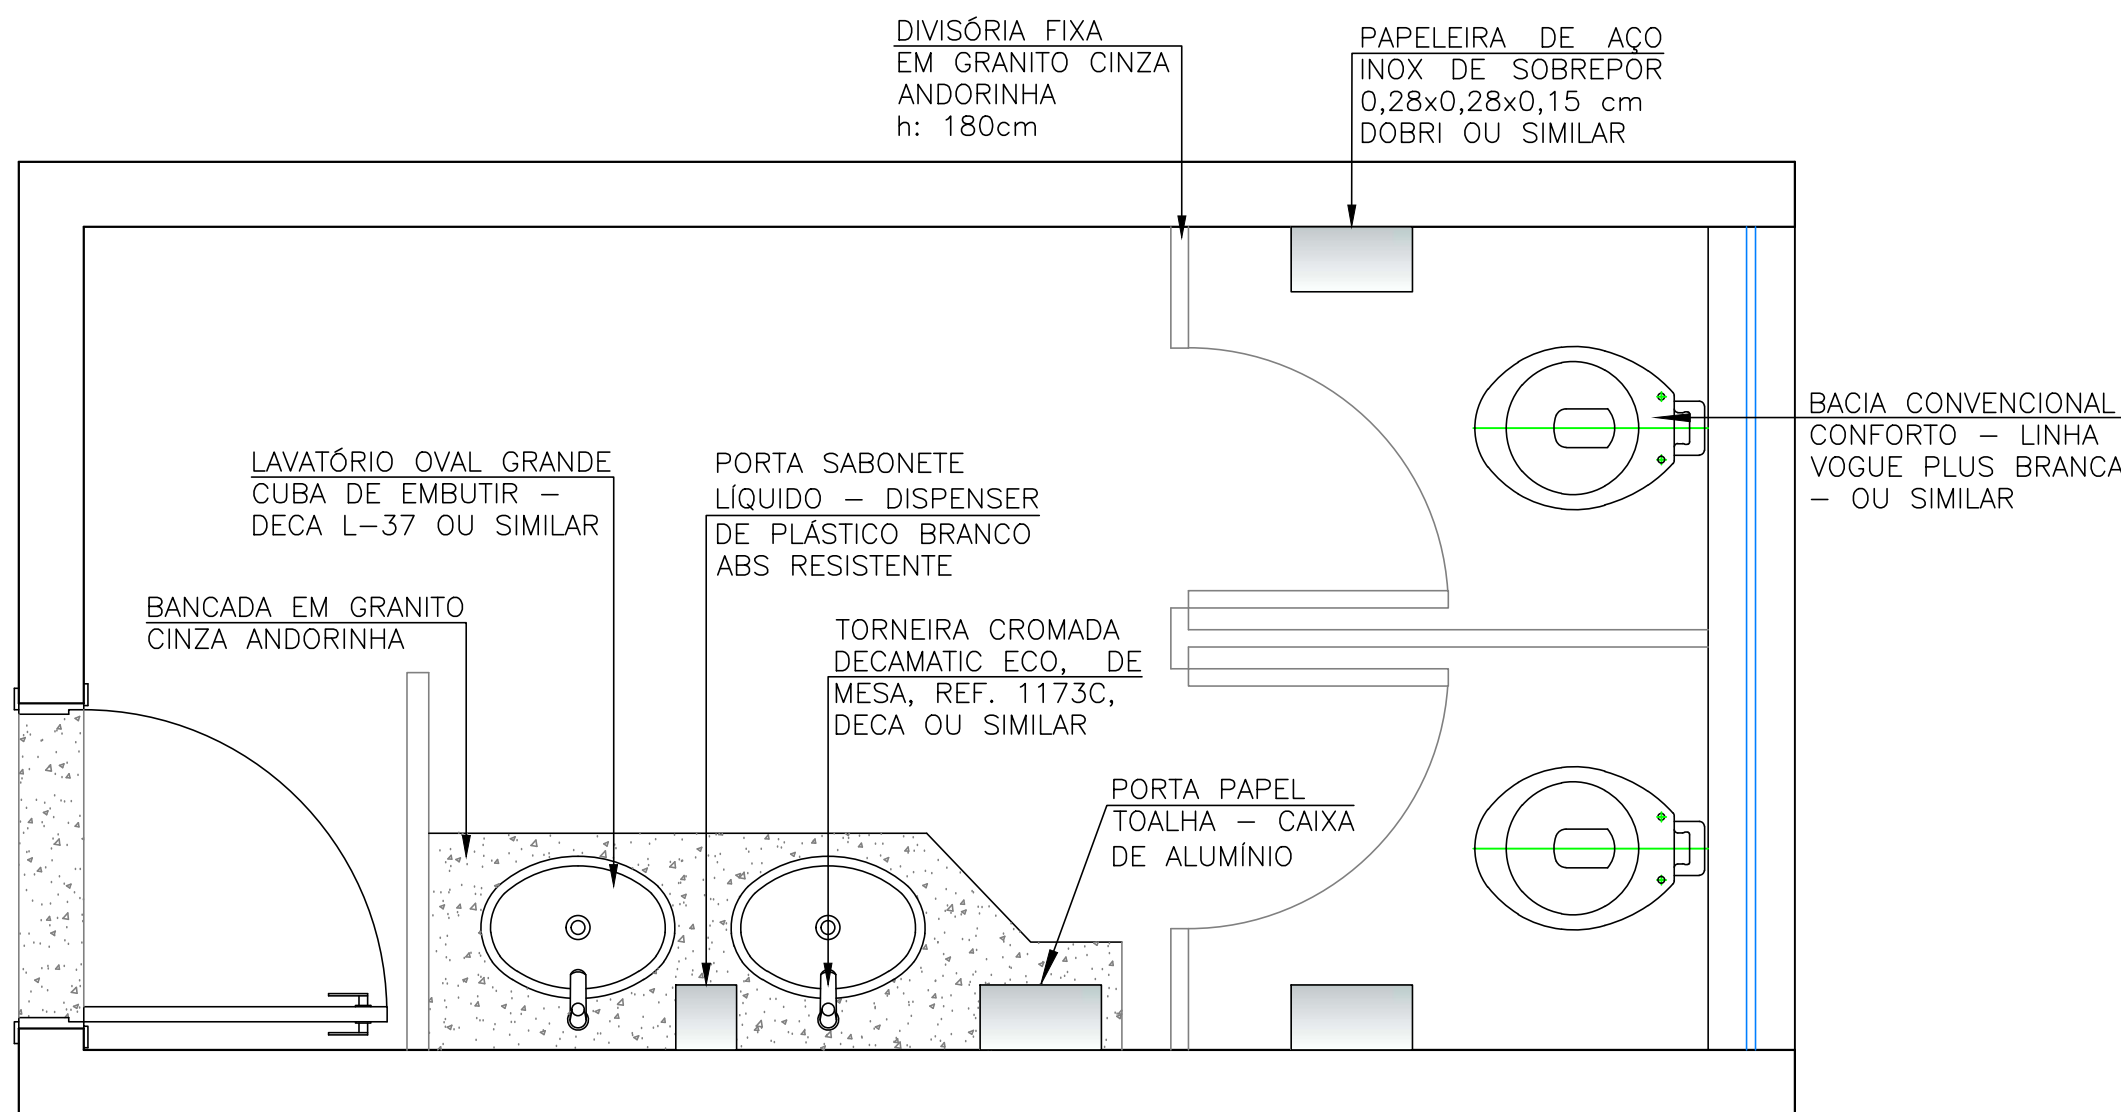 DIVISÓRIA FIXA
EM GRANITO CINZA
ANDORINHA
h: 180cm
PAPELEIRA DE AÇO
INOX DE SOBREPOR
0,28x0,28x0,15 cm
DOBRI OU SIMILAR
BACIA CONVENCIONAL
CONFORTO – LINHA
VOGUE PLUS BRANCA
– OU SIMILAR
LAVATÓRIO OVAL GRANDE
CUBA DE EMBUTIR –
DECA L–37 OU SIMILAR
PORTA SABONETE
LÍQUIDO – DISPENSER
DE PLÁSTICO BRANCO
ABS RESISTENTE
BANCADA EM GRANITO
CINZA ANDORINHA
TORNEIRA CROMADA
DECAMATIC ECO, DE
MESA, REF. 1173C,
DECA OU SIMILAR
PORTA PAPEL
TOALHA – CAIXA
DE ALUMÍNIO